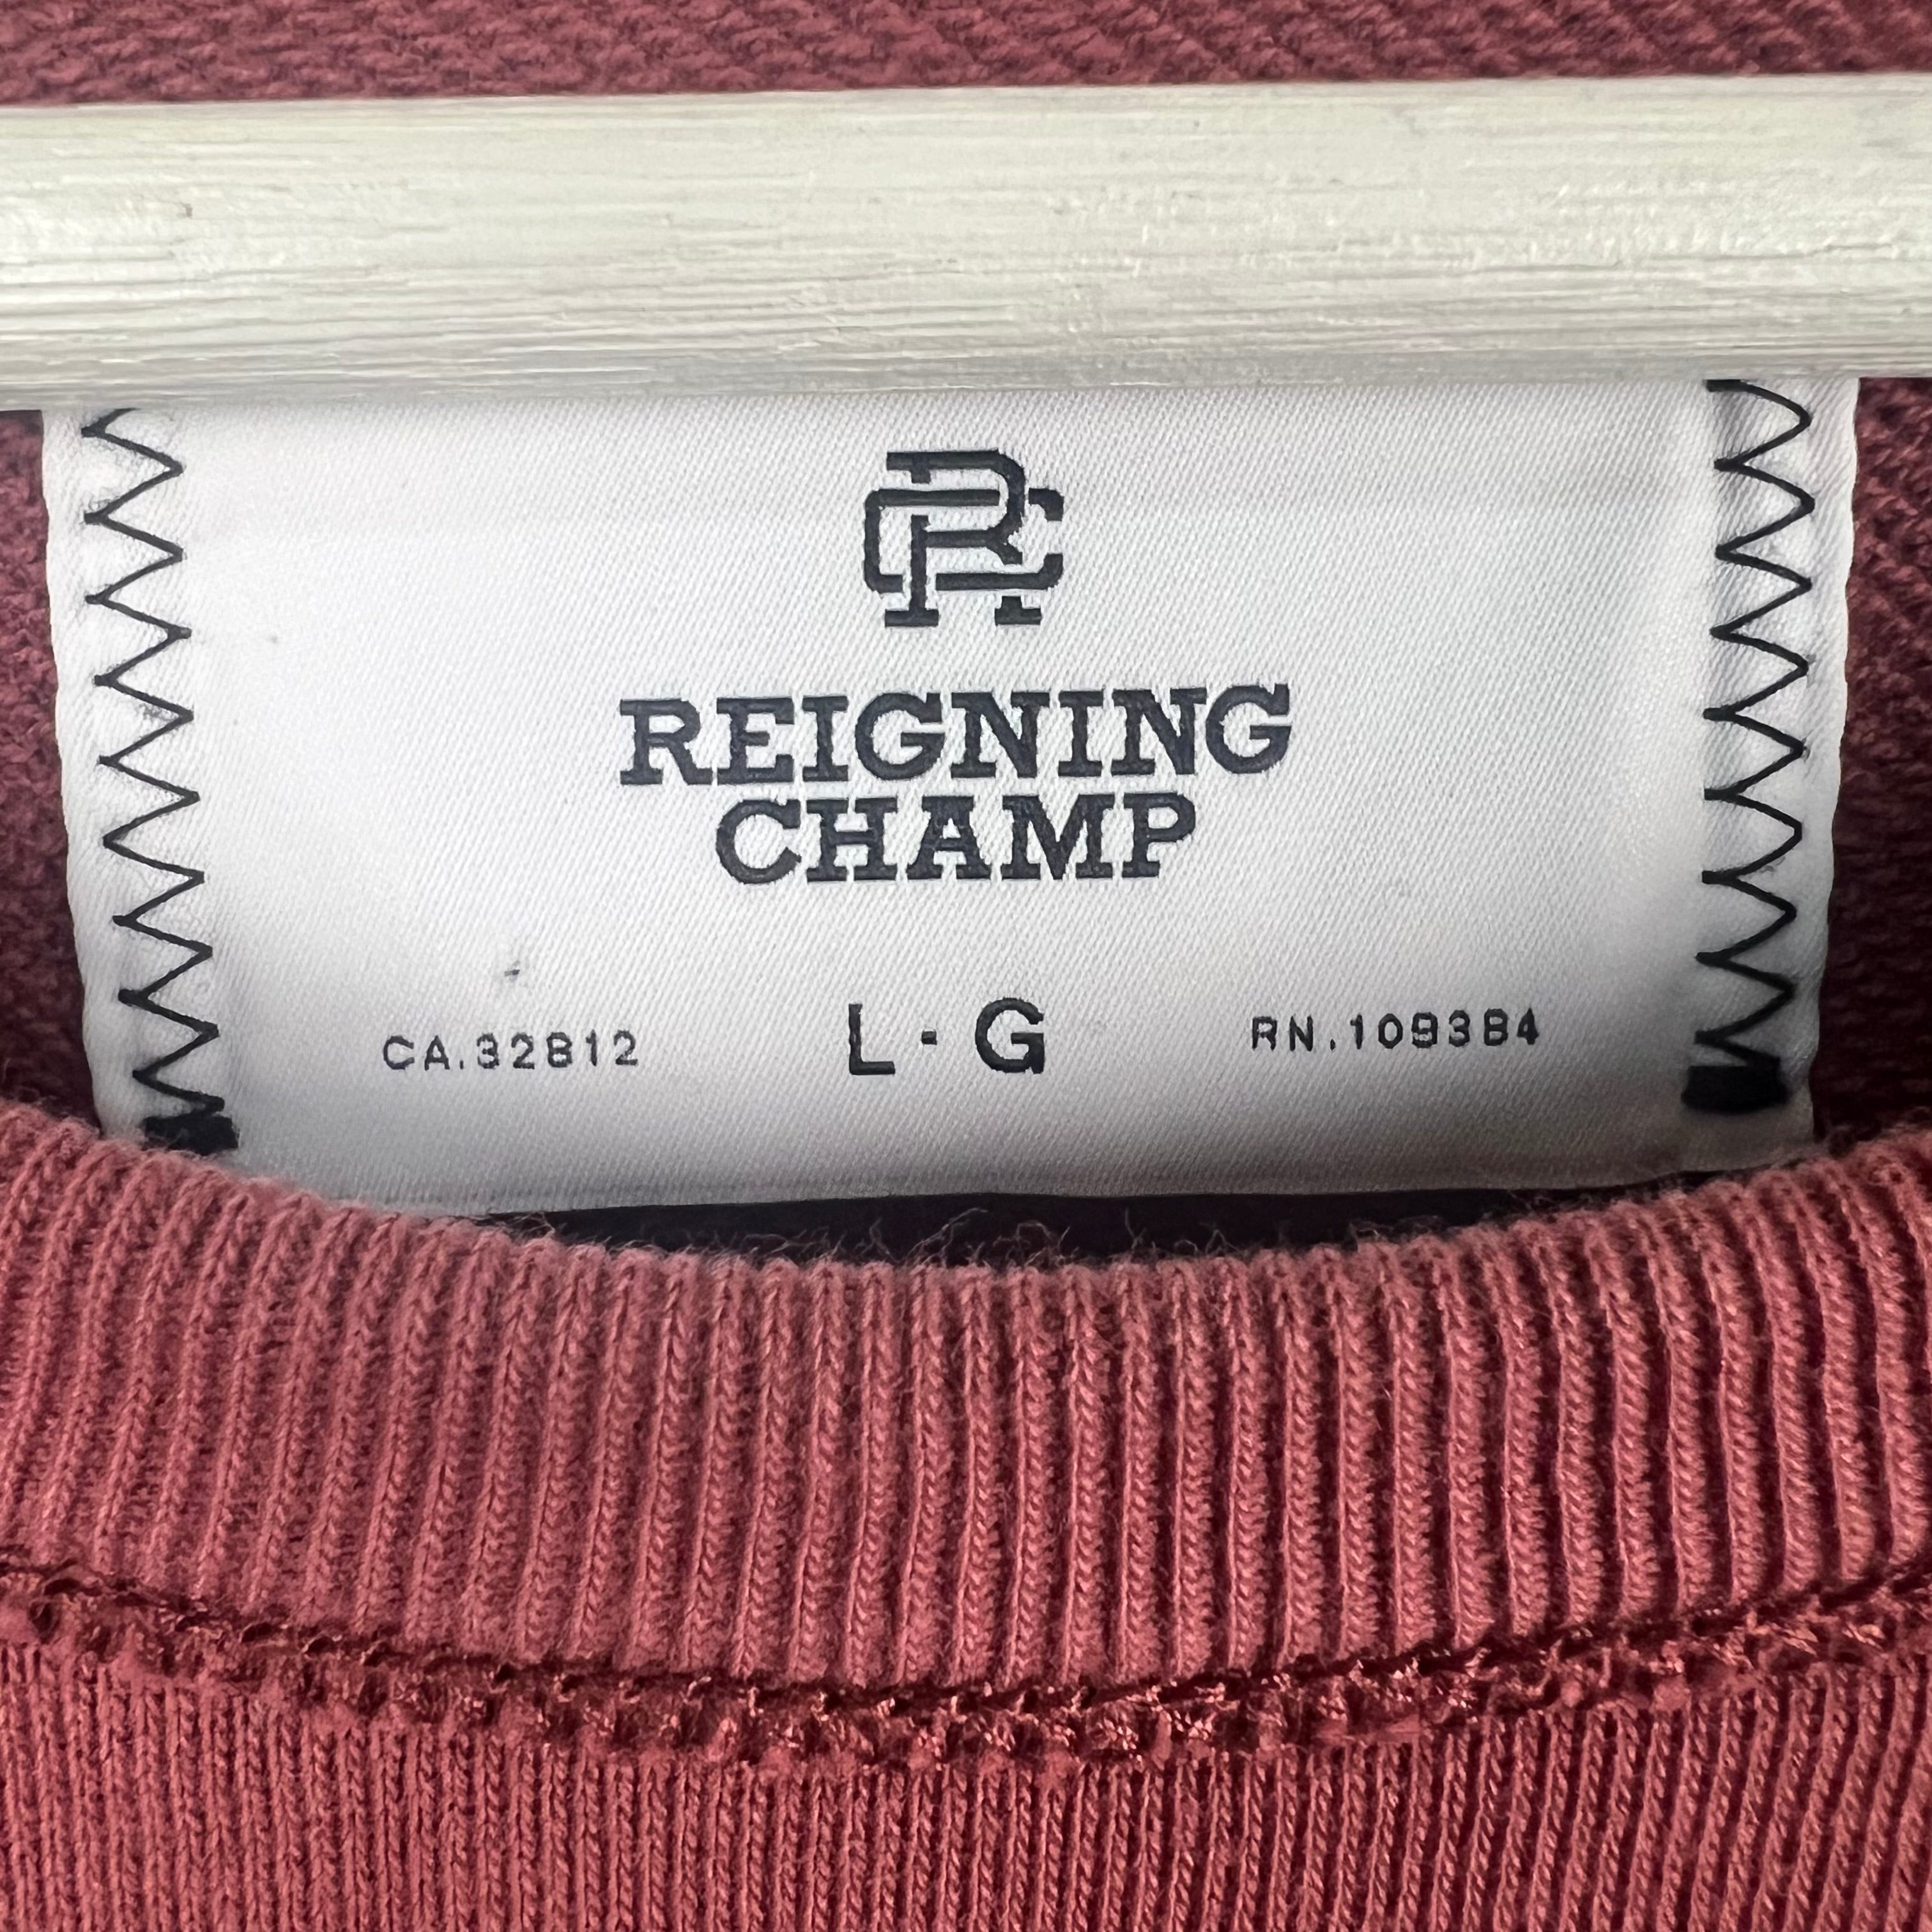 RC
REIGNING
CHAMP
CA.32812 L·G RN.109384